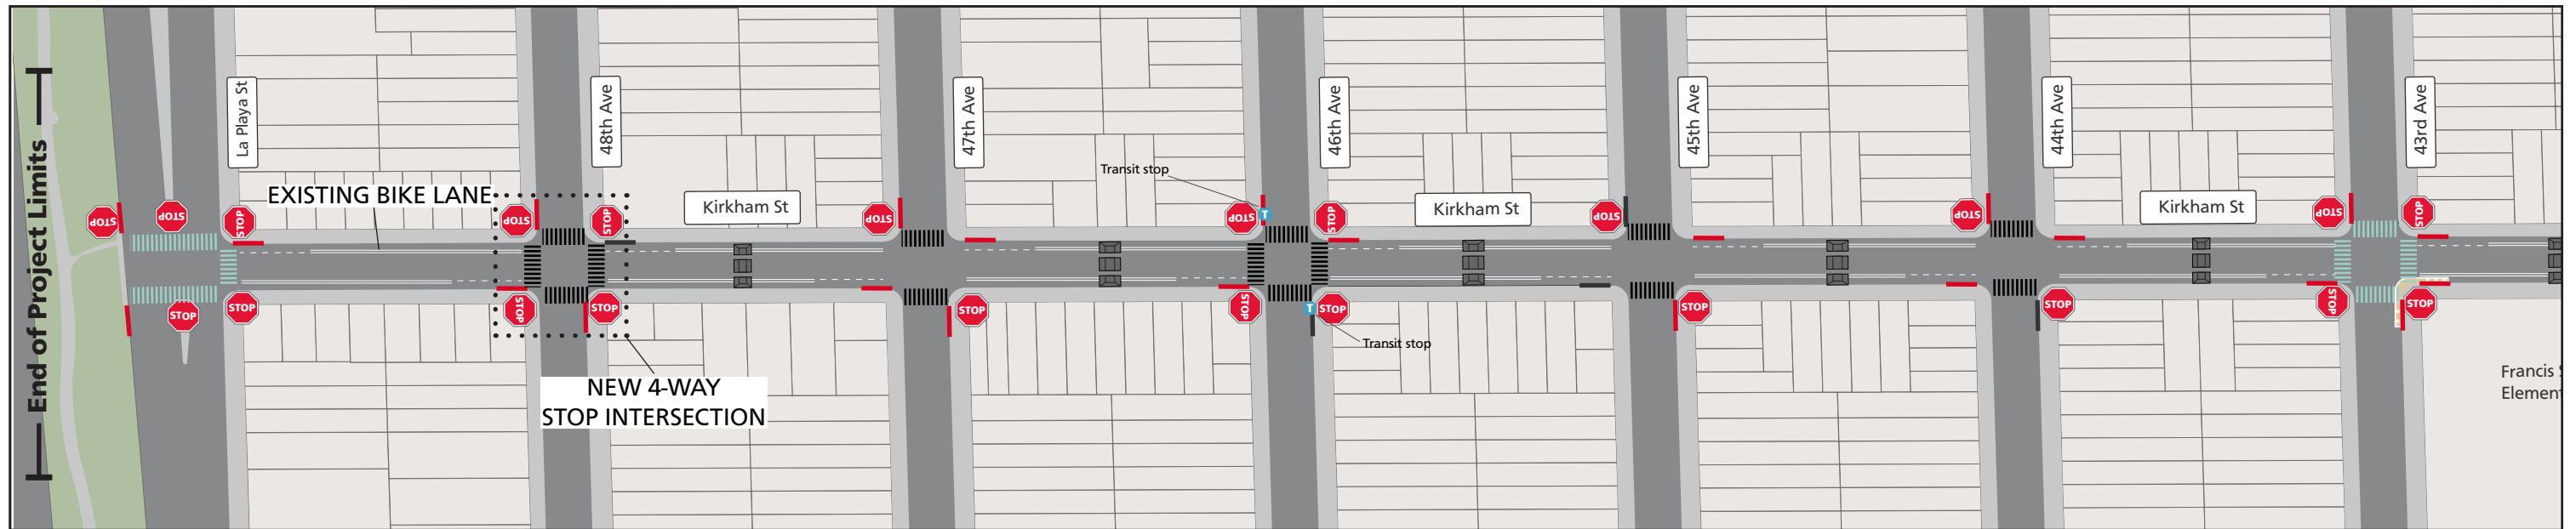 End of Project Limits
La Playa St
48th Ave
47th Ave
46th Ave
45th Ave
44th Ave
43rd Ave
Transit stop
EXISTING BIKE LANE
Kirkham St
Kirkham St
Kirkham St
STOP
STOP
STOP
STOP
STOP
STOP
STOP
T
STOP
STOP
STOP
STOP
STOP
STOP
STOP
STOP
STOP
STOP
STOP
T
STOP
STOP
STOP
STOP
STOP
Transit stop
NEW 4-WAY
STOP INTERSECTION
Francis S
Elemen